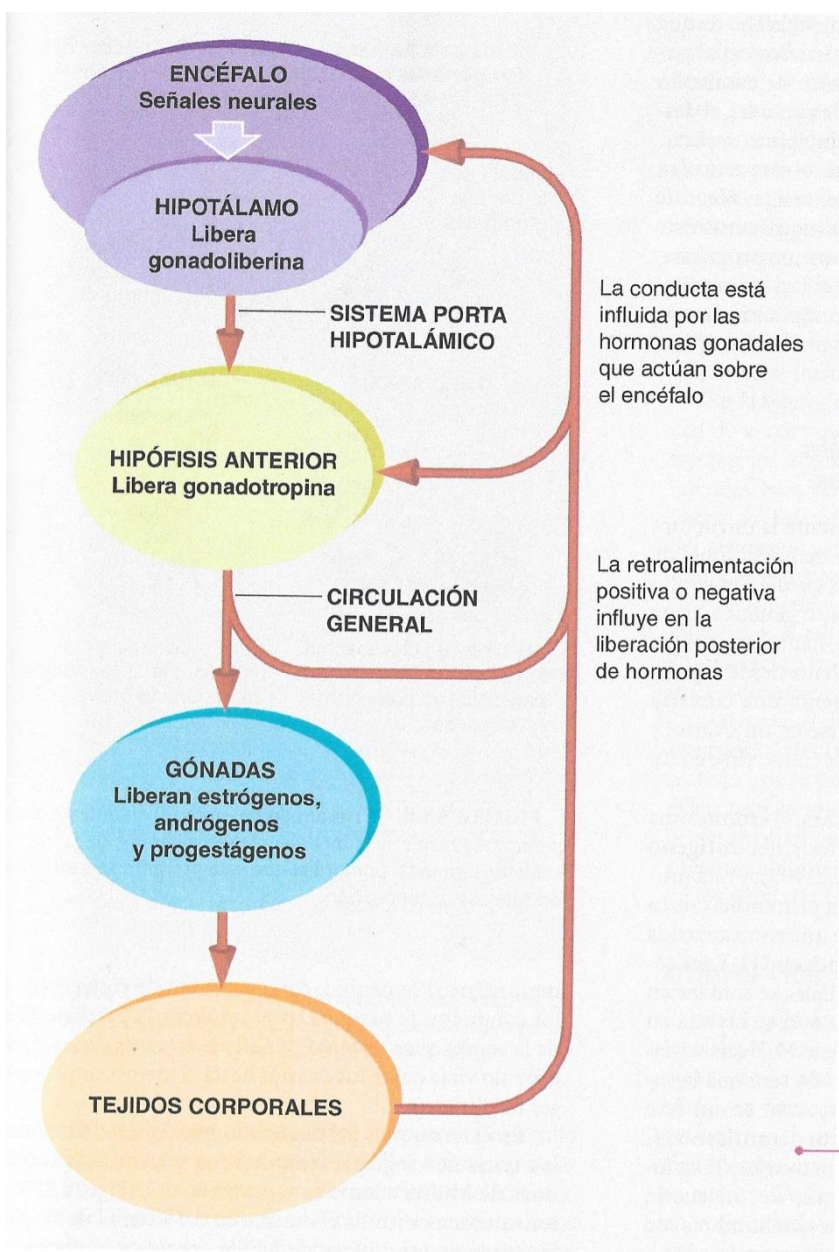 ENCÉFALO
Señales neurales
HIPOTÁLAMO
Libera
gonadoliberina
SISTEMA PORTA
HIPOTALÁMICO
La conducta está
influida por las
hormonas gonadales
que actúan sobre
el encéfalo
HIPÓFISIS ANTERIOR
Libera gonadotropina
CIRCULACIÓN
GENERAL
La retroalimentación
positiva o negativa
influye en la
liberación posterior
de hormonas
GÓNADAS
Liberan estrógenos,
andrógenos
y progestágenos
TEJIDOS CORPORALES